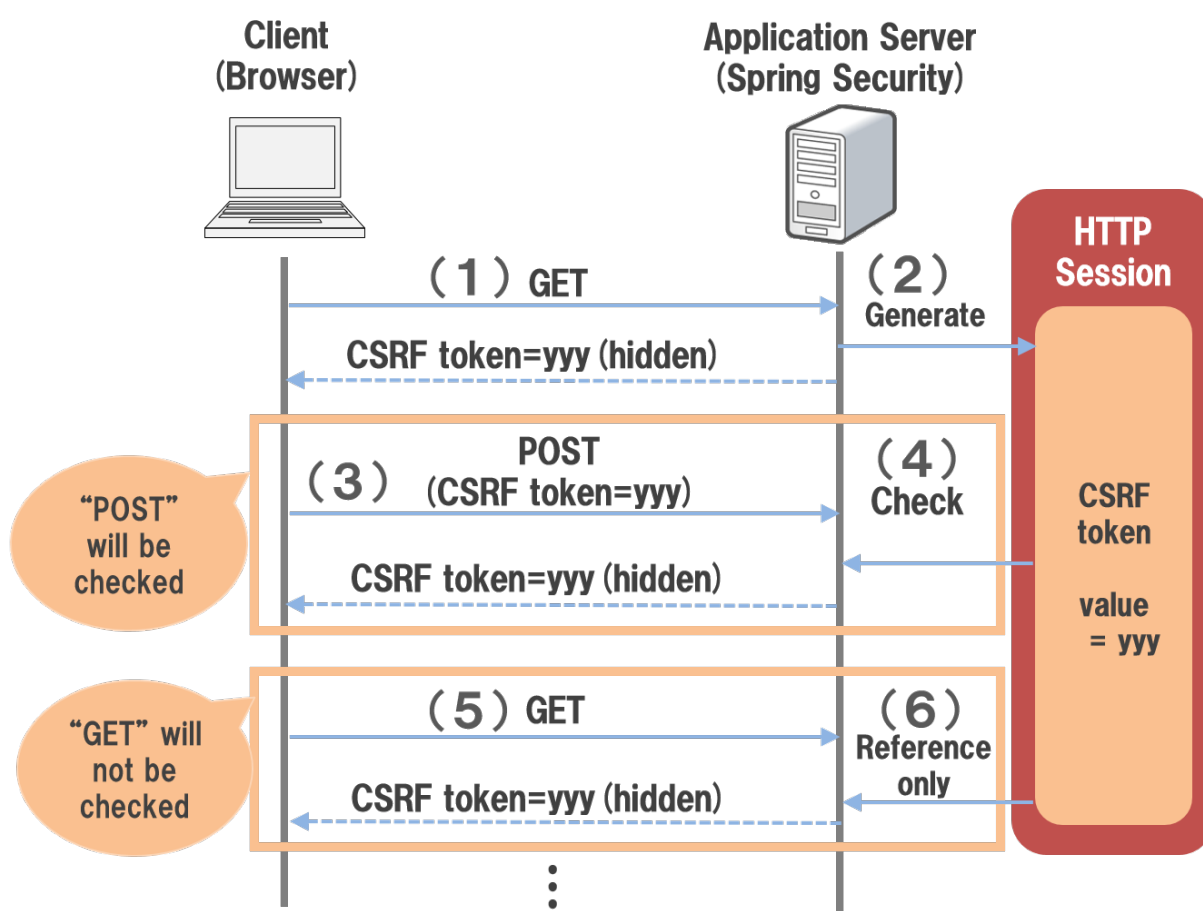 Client
(Browser)
Application Server
(Spring Security)
HTTP
Session
(1) GET
(2)
Generate
CSRF token=yyy (hidden)
"POST"
will be
checked
(3)
POST
(CSRF token=yyy)
(4)
Check
CSRF token=yyy (hidden)
CSRF
token
value
= yyy
"GET" will
not be
checked
(5) GET
(6)
Reference
only
CSRF token=yyy (hidden)